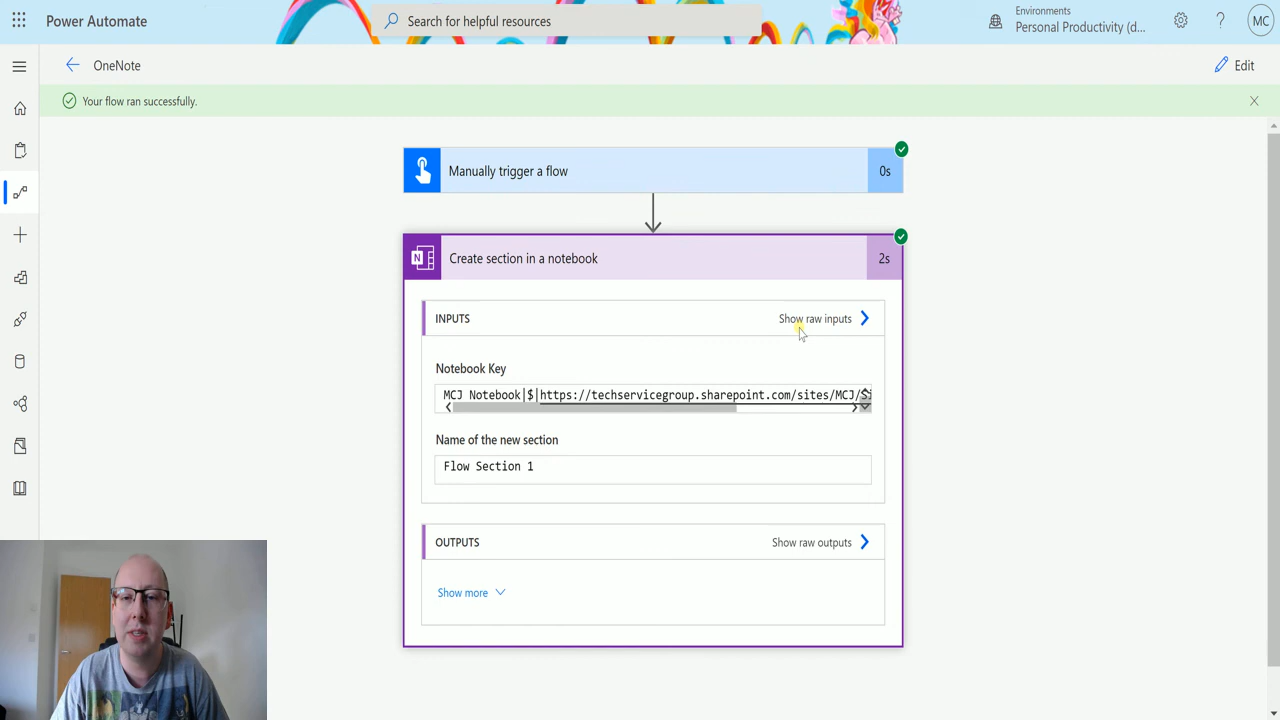 Power Automate
Search for helpful resources
Environments
Personal Productivity (d...
?
MC
OneNote
Edit
Your flow ran successfully.
Manually trigger a flow
0s
N
Create section in a notebook
2s
INPUTS
Show raw inputs
Notebook Key
MCJ Notebook|$|https://techservicegroup.sharepoint.com/sites/MCJ/Si
Name of the new section
Flow Section 1
OUTPUTS
Show raw outputs
Show more